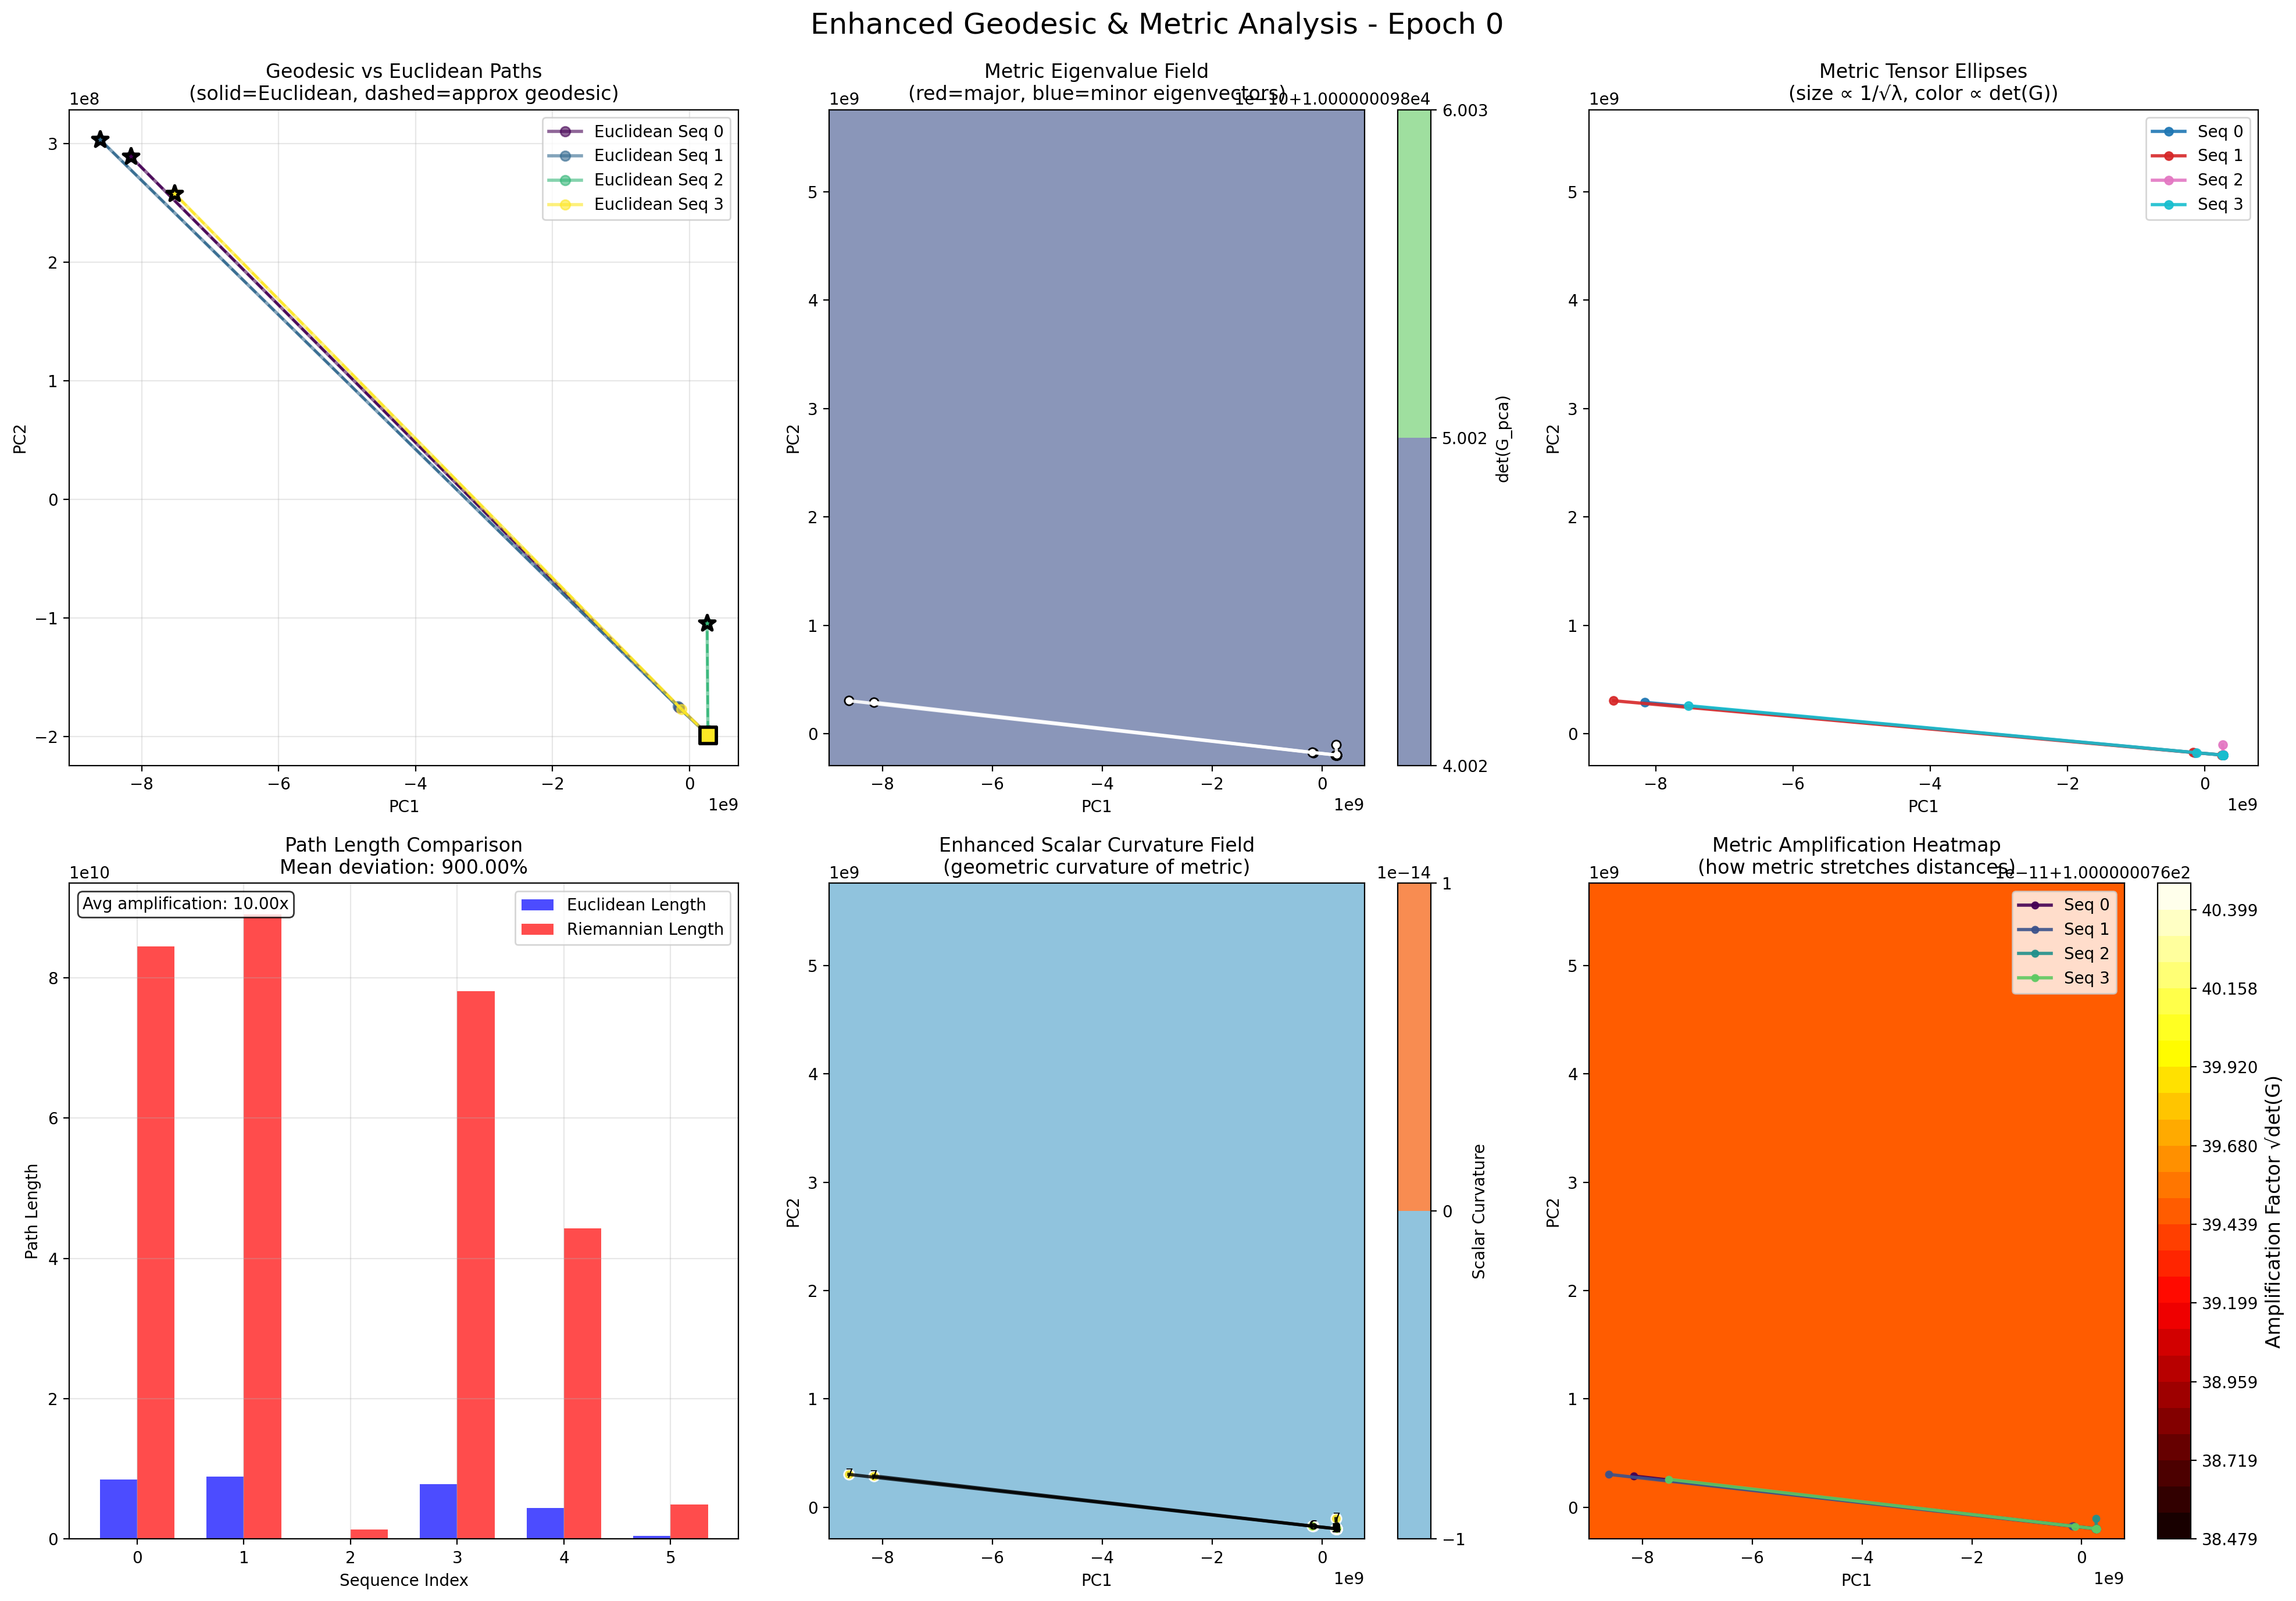 Enhanced Geodesic & Metric Analysis - Epoch 0
Geodesic vs Euclidean Paths
(solid=Euclidean, dashed=approx geodesic)
1e8
3
2
1
0
−1
−2
PC2
−8
−6
−4
−2
0
1e9
PC1
Euclidean Seq 0
Euclidean Seq 1
Euclidean Seq 2
Euclidean Seq 3
Metric Eigenvalue Field
(red=major, blue=minor eigenvectors)
1e9
1e−10+1.000000098e4
5
4
3
2
1
0
PC2
−8
−6
−4
−2
0
1e9
PC1
6.003
5.002
4.002
det(G_pca)
Metric Tensor Ellipses
(size ∝ 1/√λ, color ∝ det(G))
1e9
5
4
3
2
1
0
PC2
−8
−6
−4
−2
0
1e9
PC1
Seq 0
Seq 1
Seq 2
Seq 3
Path Length Comparison
Mean deviation: 900.00%
1e10
Avg amplification: 10.00x
Euclidean Length
Riemannian Length
8
6
4
2
0
Path Length
0
1
2
3
4
5
Sequence Index
Enhanced Scalar Curvature Field
(geometric curvature of metric)
1e9
1e−14
5
4
3
2
1
0
PC2
7
7
6
7
−8
−6
−4
−2
0
1e9
PC1
1
0
−1
Scalar Curvature
Metric Amplification Heatmap
(how metric stretches distances)
1e9
1e−11+1.000000076e2
5
4
3
2
1
0
PC2
Seq 0
Seq 1
Seq 2
Seq 3
−8
−6
−4
−2
0
1e9
PC1
40.399
40.158
39.920
39.680
39.439
39.199
38.959
38.719
38.479
Amplification Factor √det(G)